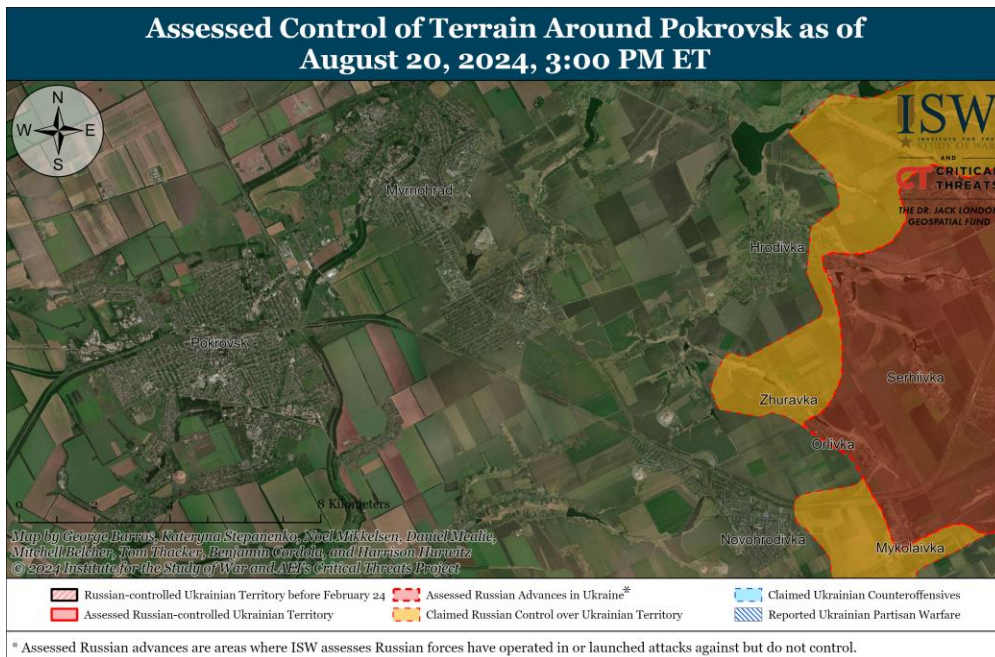 Assessed Control of Terrain Around Pokrovsk as of
August 20, 2024, 3:00 PM ET
N
W E
S
ISW
INSTITUTE FOR THE
STUDY OF WAR
AND
CT CRITICAL
THREATS
THE DR. JACK LONDON
GEOSPATIAL FUND
Myrnohrad
Hrodivka
Pokrovsk
Serhiivka
Zhuravka
Orlivka
0 2 4 8 Kilometers
Novohrodivka
Mykolaivka
Map by George Barros, Kateryna Stepanenko, Noel Mikkelsen, Daniel Mealie,
Mitchell Belcher, Tom Thacker, Benjamin Cordola, and Harrison Hurwitz
© 2024 Institute for the Study of War and AEI's Critical Threats Project
Russian-controlled Ukrainian Territory before February 24
Assessed Russian Advances in Ukraine*
Claimed Ukrainian Counteroffensives
Assessed Russian-controlled Ukrainian Territory
Claimed Russian Control over Ukrainian Territory
Reported Ukrainian Partisan Warfare
* Assessed Russian advances are areas where ISW assesses Russian forces have operated in or launched attacks against but do not control.